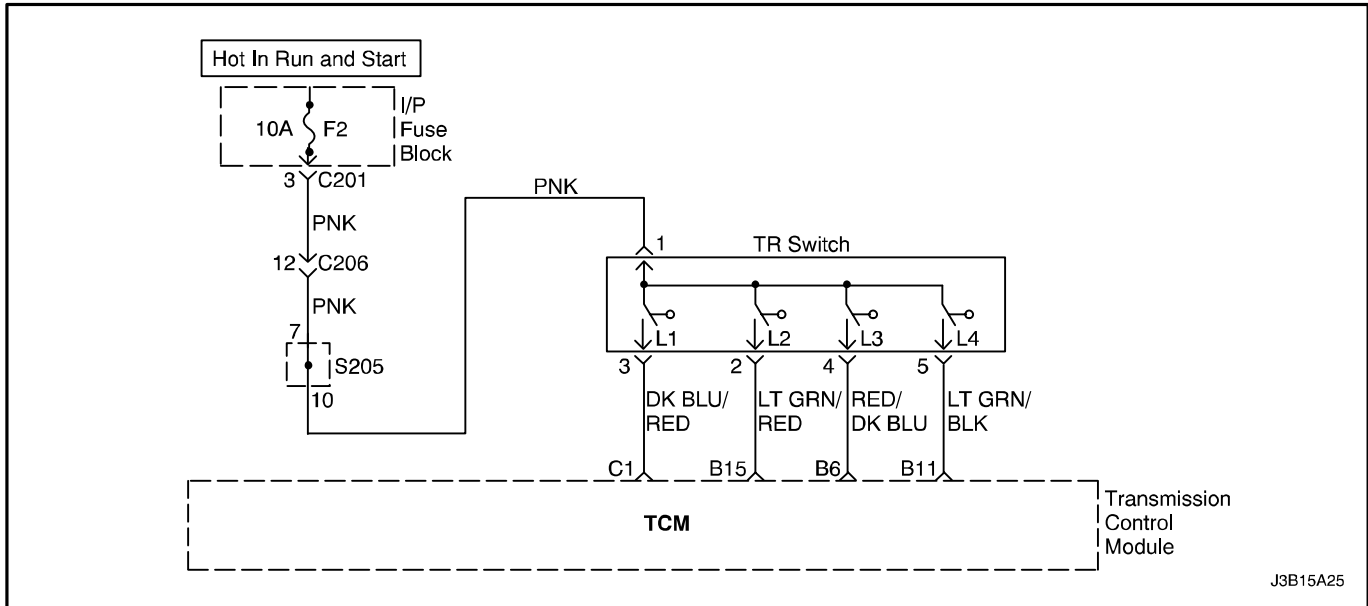 Hot In Run and Start
10A F2
I/P
Fuse
Block
3 C201
PNK
12 C206
PNK
7
S205
10
PNK
1
TR Switch
L1 L2 L3 L4
3 2 4 5
DK BLU/
RED
LT GRN/
RED
RED/
DK BLU
LT GRN/
BLK
C1 B15 B6 B11
TCM
Transmission
Control
Module
J3B15A25